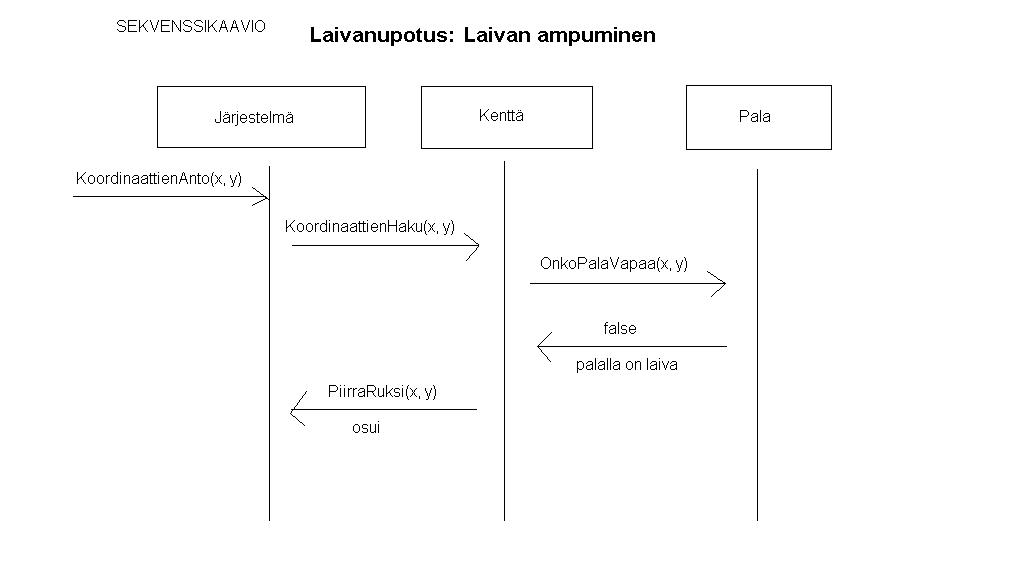 SEKVENSSIKAAVIO
Laivanupotus: Laivan ampuminen
Järjestelmä
Kenttä
Pala
KoordinaattienAnto(x, y)
KoordinaattienHaku(x, y)
OnkoPalaVapaa(x, y)
false
palalla on laiva
PiirraRuksi(x, y)
osui